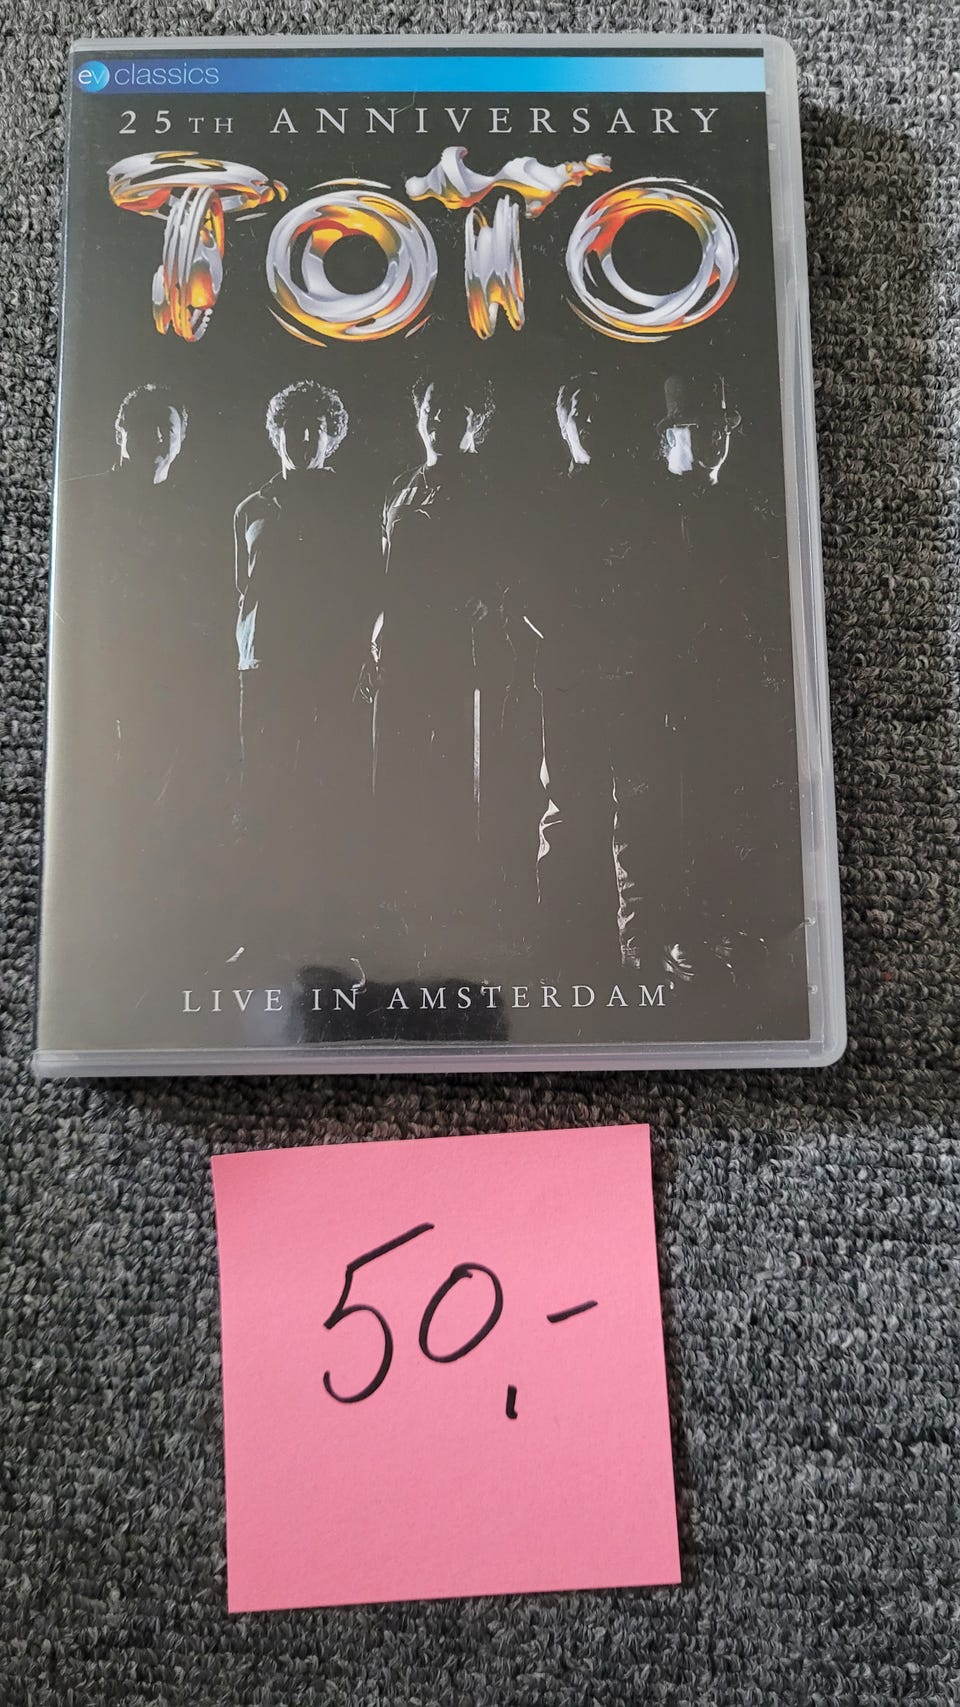 ev classics
25TH ANNIVERSARY
TOTO
LIVE IN AMSTERDAM
50,-